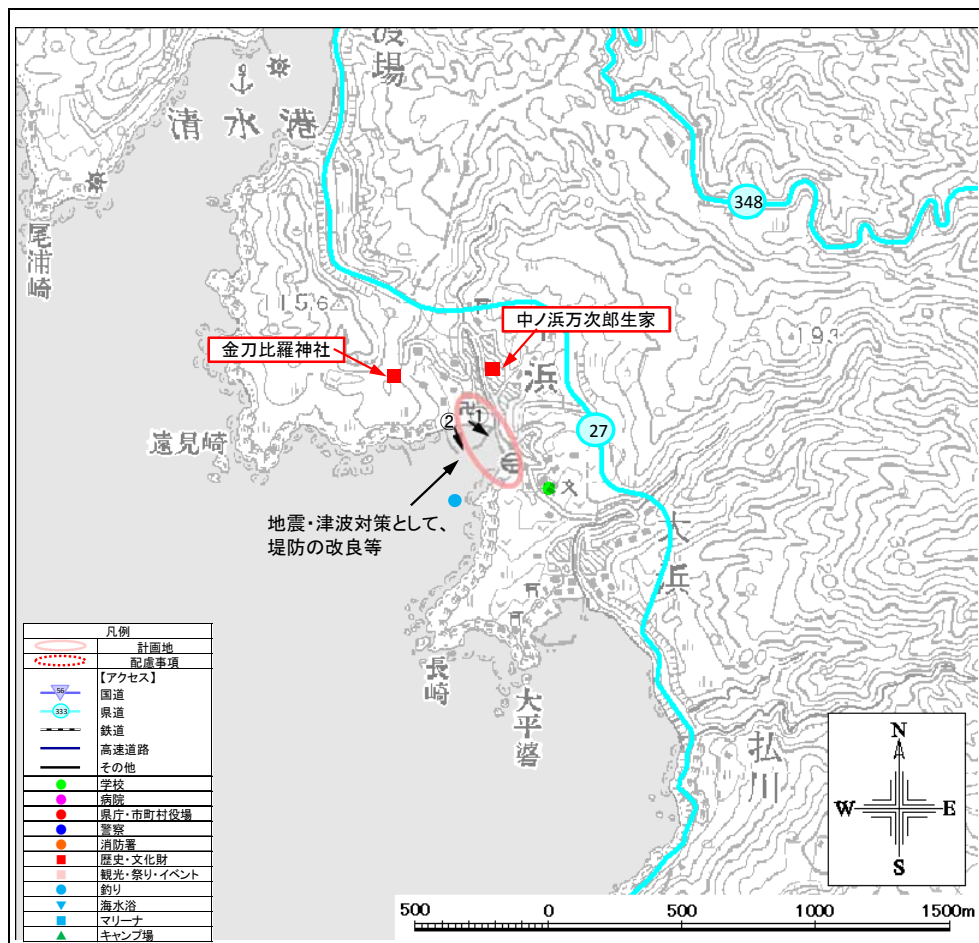 渡場
清水港
尾浦崎
348
115.6
193
中ノ浜万次郎生家
金刀比羅神社
浜
②
1
27
遠見崎
文
地震・津波対策として、
堤防の改良等
大浜
長崎
大平碆
払川
凡例
計画地
配慮事項
【アクセス】
56
国道
333
県道
鉄道
高速道路
その他
学校
病院
県庁・市町村役場
警察
消防署
歴史・文化財
観光・祭り・イベント
釣り
海水浴
マリーナ
キャンプ場
N
W
E
S
500 0 500 1000 1500m